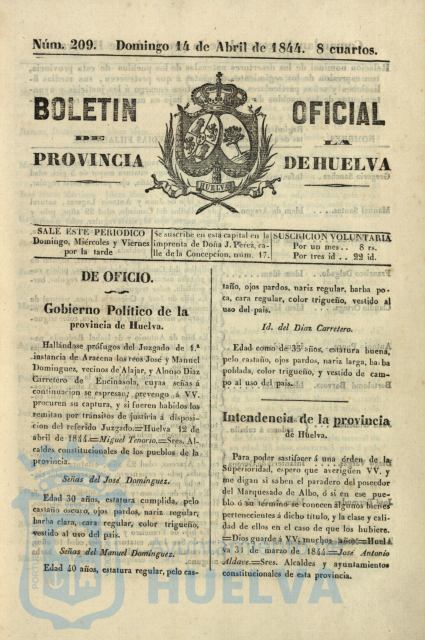 Núm. 209. Domingo 14 de Abril de 1844. 8 cuartos.
BOLETIN OFICIAL
DE LA
PROVINCIA DE HUELVA
HUELVA
SALE ESTE PERIODICO
Domingo, Miércoles y Viernes
por la tarde
Se suscribe en esta capital en la
imprenta de Doña J. Perez, ca-
lle de la Concepcion, núm. 17.
SUSCRICION VOLUNTARIA
Por un mes.. 8 rs.
Por tres id .. 22 id.
DE OFICIO.
Gobierno Político de la
provincia de Huelva.
Hallándose prófugos del Juzgado de 1.ª
instancia de Aracena los reos José y Manuel
Dominguez, vecinos de Alajar, y Alonso Diaz
Carretero de Encinasola, cuyas señas á
continuacion se expresan, prevengo á VV.
procuren su captura, y si fueren habidos los
remitan por tránsitos de justicia á disposi-
cion del referido Juzgado.=Huelva 12 de
abril de 1844.=Miguel Tenorio.=Sres. Al-
caldes constitucionales de los pueblos de la
provincia.
Señas del José Dominguez.
Edad 30 años, estatura cumplida, pelo
castaño oscuro, ojos pardos, nariz regular,
barba clara, cara regular, color trigueño,
vestido al uso del pais.
Señas del Manuel Dominguez.
Edad 40 años, estatura regular, pelo cas-
taño, ojos pardos, nariz regular, barba po-
ca, cara regular, color trigueño, vestido al
uso del pais.
Id. del Diaz Carretero.
Edad como de 35 años, estatura buena,
pelo castaño, ojos pardos, nariz larga, barba
poblada, color trigueño, y vestido de cam-
po al uso del pais.
Intendencia de la provincia
de Huelva.
Para poder sastifacer á una órden de la
Superioridad, espero que averigüen VV. y
me digan si saben el paradero del poseedor
del Marquesado de Albo, ó si en ese pue-
blo ó su término se conocen algunos bienes
pertenecientes á dicho título, y la clase y cali-
dad de ellos en el caso de que los hubiere.
=Dios guarde á VV. muchos años.=Huel-
va 31 de marzo de 1844.=José Antonio
Aldave.=Sres. Alcaldes y ayuntamientos
constitucionales de esta provincia.
HUELVA